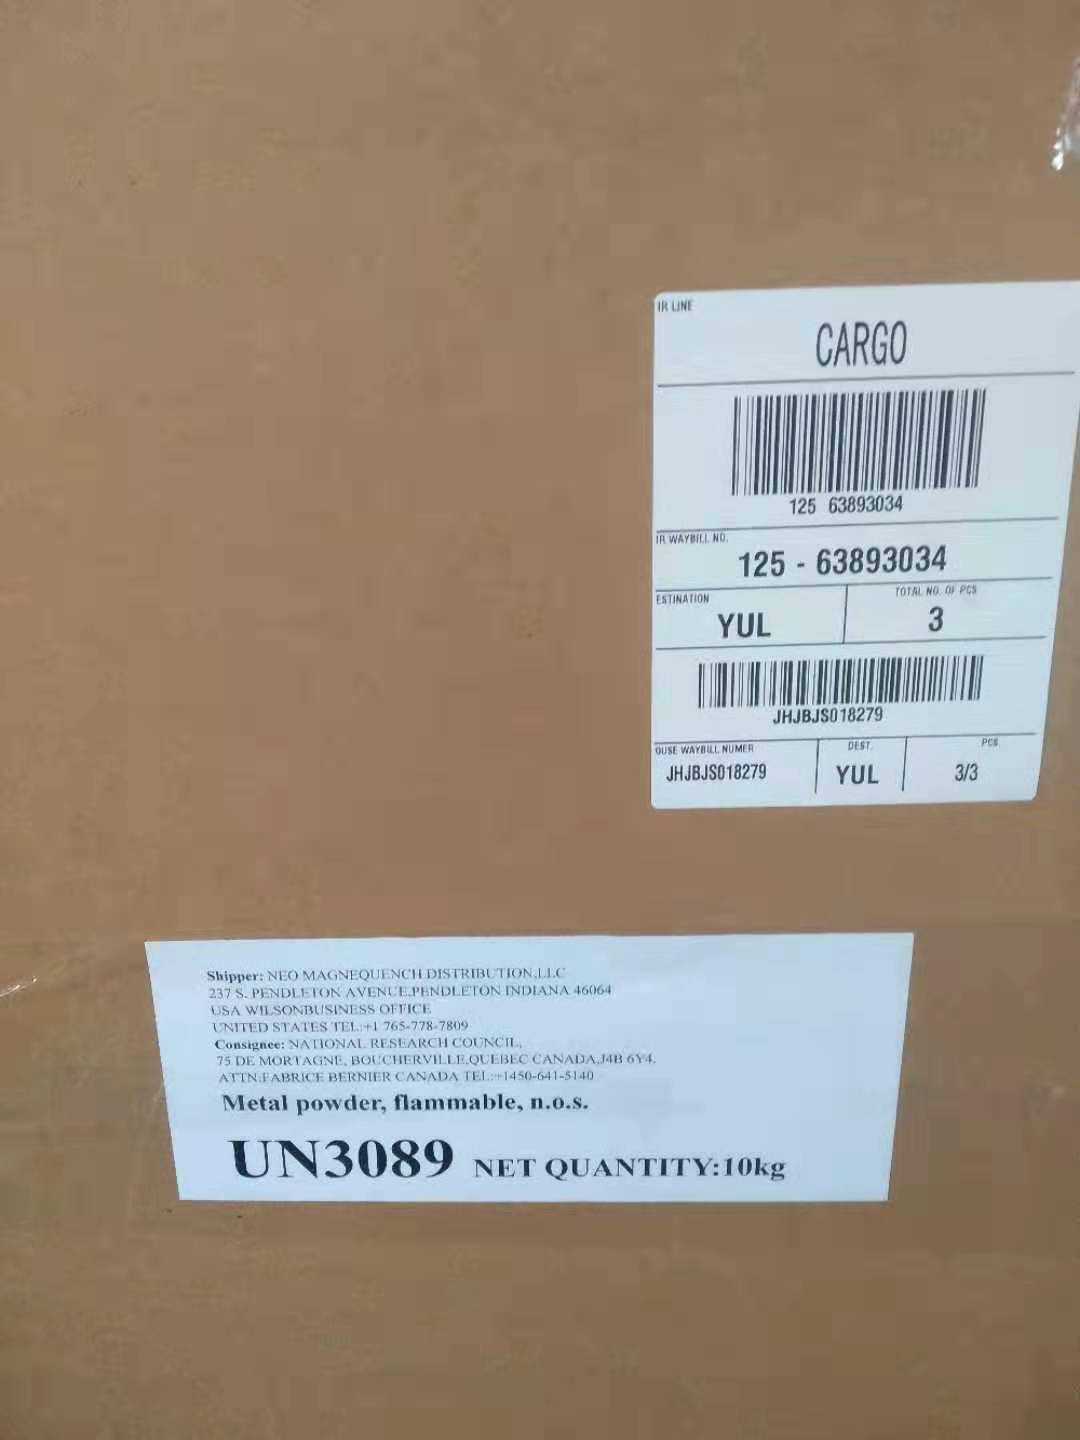 IR LINE
CARGO
125 63893034
IR WAYBILL NO.
125 - 63893034
ESTINATION
TOTAL NO. OF PCS
YUL
3
JHJBJS018279
OUSE WAYBILL NUMER
DEST.
PCS
JHJBJS018279
YUL
3/3
Shipper: NEO MAGNEQUENCH DISTRIBUTION,LLC
237 S. PENDLETON AVENUE,PENDLETON INDIANA 46064
USA WILSONBUSINESS OFFICE
UNITED STATES TEL:+1 765-778-7809
Consignee: NATIONAL RESEARCH COUNCIL,
75 DE MORTAGNE, BOUCHERVILLE,QUEBEC CANADA,J4B 6Y4.
ATTN:FABRICE BERNIER CANADA TEL:+1450-641-5140
Metal powder, flammable, n.o.s.
UN3089 NET QUANTITY:10kg